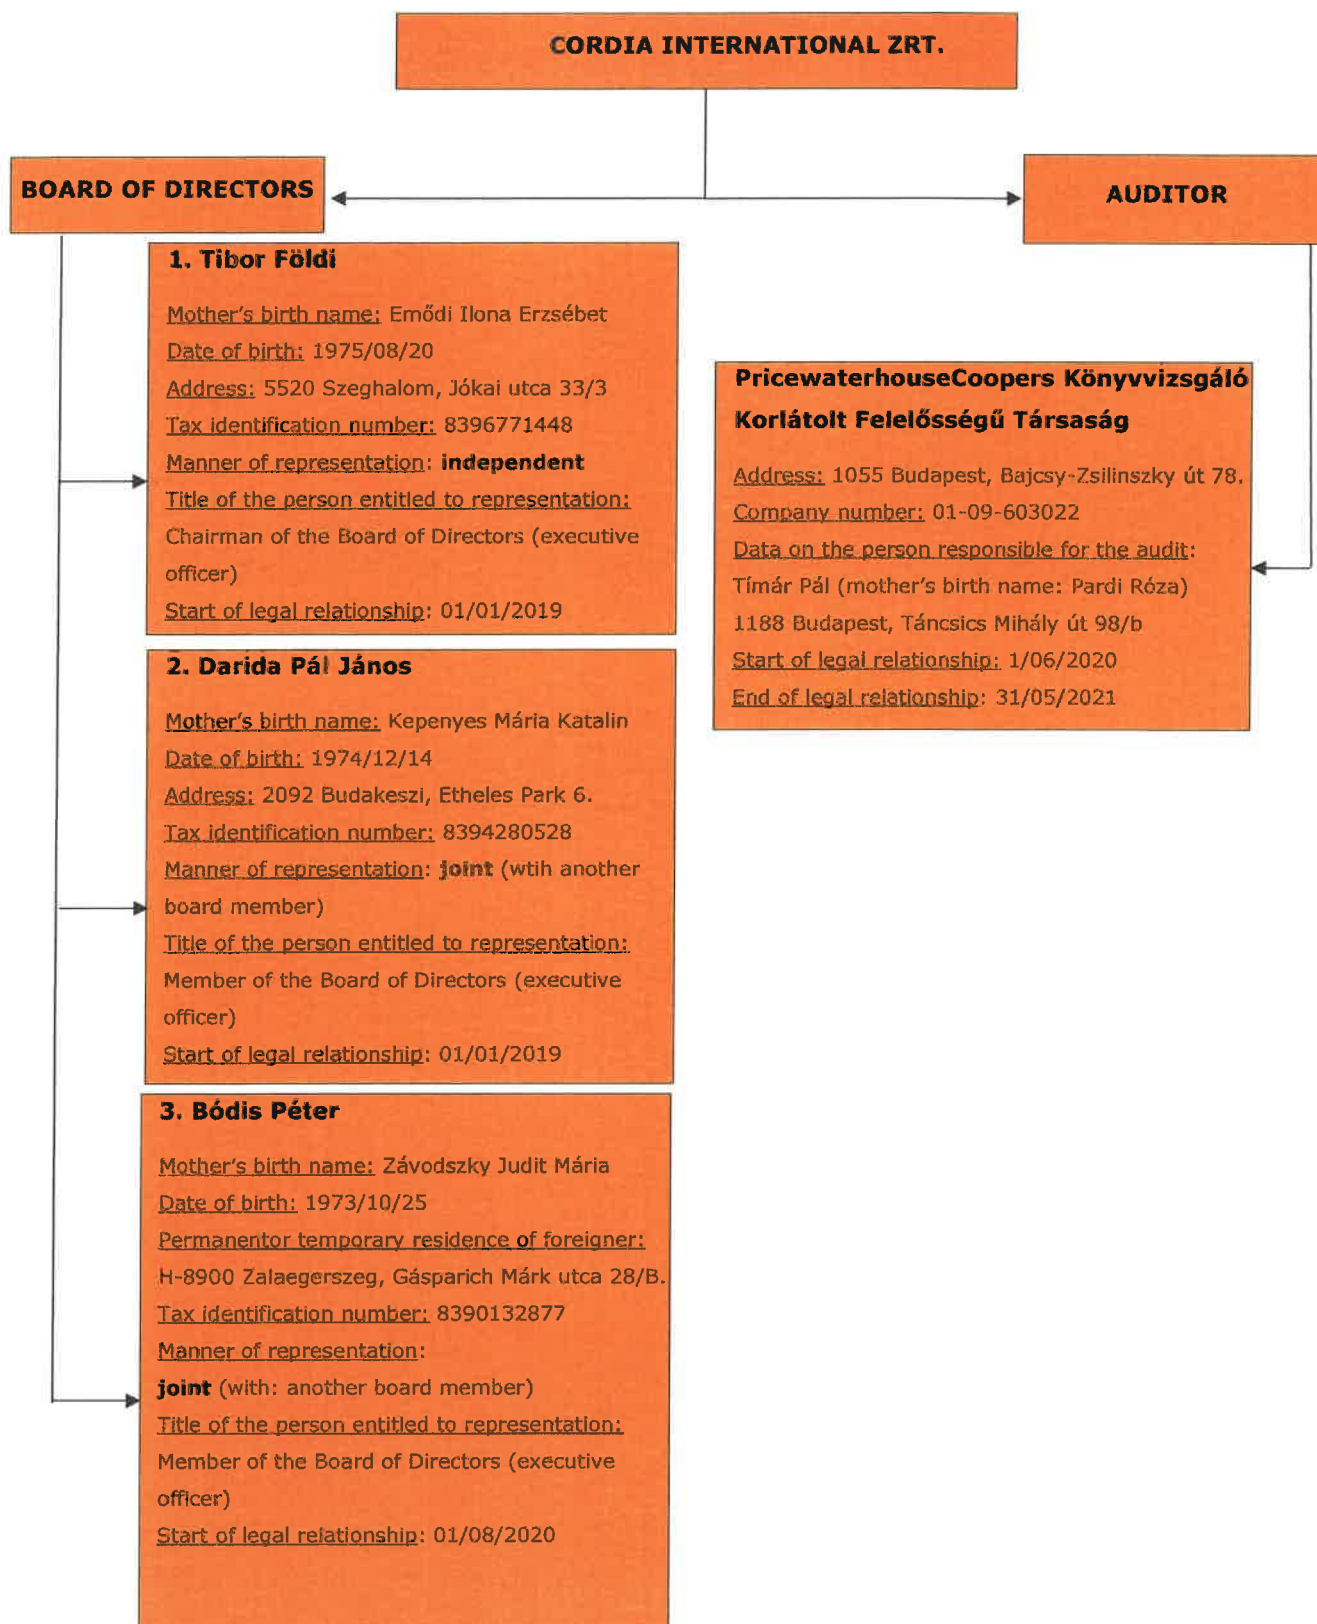 CORDIA INTERNATIONAL ZRT.
BOARD OF DIRECTORS
AUDITOR
1. Tibor Földi
Mother's birth name: Emődi Ilona Erzsébet
Date of birth: 1975/08/20
Address: 5520 Szeghalom, Jókai utca 33/3
Tax identification number: 8396771448
Manner of representation: independent
Title of the person entitled to representation:
Chairman of the Board of Directors (executive
officer)
Start of legal relationship: 01/01/2019
2. Darida Pál János
Mother's birth name: Kepenyes Mária Katalin
Date of birth: 1974/12/14
Address: 2092 Budakeszi, Etheles Park 6.
Tax identification number: 8394280528
Manner of representation: joint (wtih another
board member)
Title of the person entitled to representation:
Member of the Board of Directors (executive
officer)
Start of legal relationship: 01/01/2019
3. Bódis Péter
Mother's birth name: Závodszky Judit Mária
Date of birth: 1973/10/25
Permanentor temporary residence of foreigner:
H-8900 Zalaegerszeg, Gásparich Márk utca 28/B.
Tax identification number: 8390132877
Manner of representation:
joint (with: another board member)
Title of the person entitled to representation:
Member of the Board of Directors (executive
officer)
Start of legal relationship: 01/08/2020
PricewaterhouseCoopers Könyvvizsgáló
Korlátolt Felelősségű Társaság
Address: 1055 Budapest, Bajcsy-Zsilinszky út 78.
Company number: 01-09-603022
Data on the person responsible for the audit:
Tímár Pál (mother's birth name: Pardi Róza)
1188 Budapest, Táncsics Mihály út 98/b
Start of legal relationship: 1/06/2020
End of legal relationship: 31/05/2021